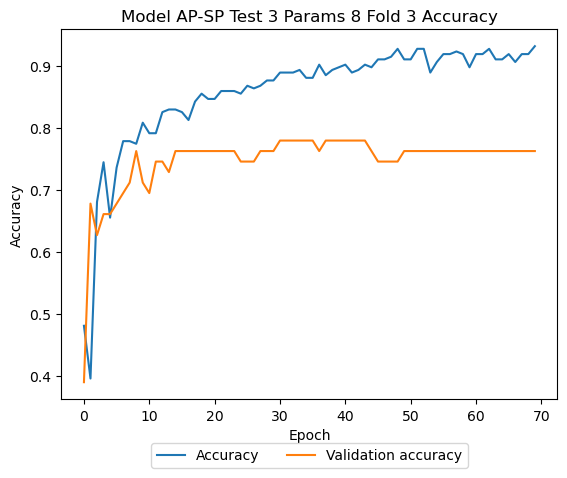 Model AP-SP Test 3 Params 8 Fold 3 Accuracy
0.9
0.8
0.7
0.6
0.5
0.4
Accuracy
0 10 20 30 40 50 60 70
Epoch
Accuracy Validation accuracy